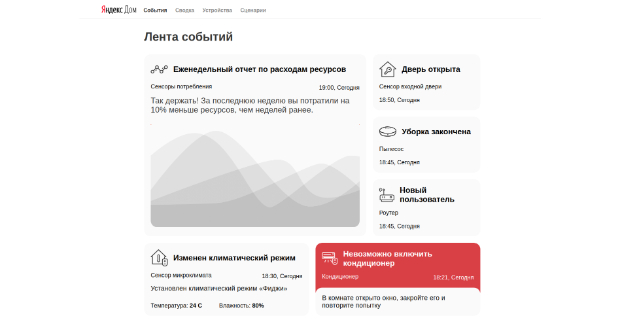 Яндекс Дом
События Сводка Устройства Сценарии
Лента событий
Еженедельный отчет по расходам ресурсов
Сенсоры потребления 19:00, Сегодня
Так держать! За последнюю неделю вы потратили на
10% меньше ресурсов, чем неделей ранее.
Дверь открыта
Сенсор входной двери
18:50, Сегодня
Уборка закончена
Пылесос
18:45, Сегодня
Новый
пользователь
Роутер
18:45, Сегодня
Изменен климатический режим
Сенсор микроклимата 18:30, Сегодня
Установлен климатический режим «Фиджи»
Температура: 24 C Влажность: 80%
Невозможно включить
кондиционер
Кондиционер 18:21, Сегодня
В комнате открыто окно, закройте его и
повторите попытку